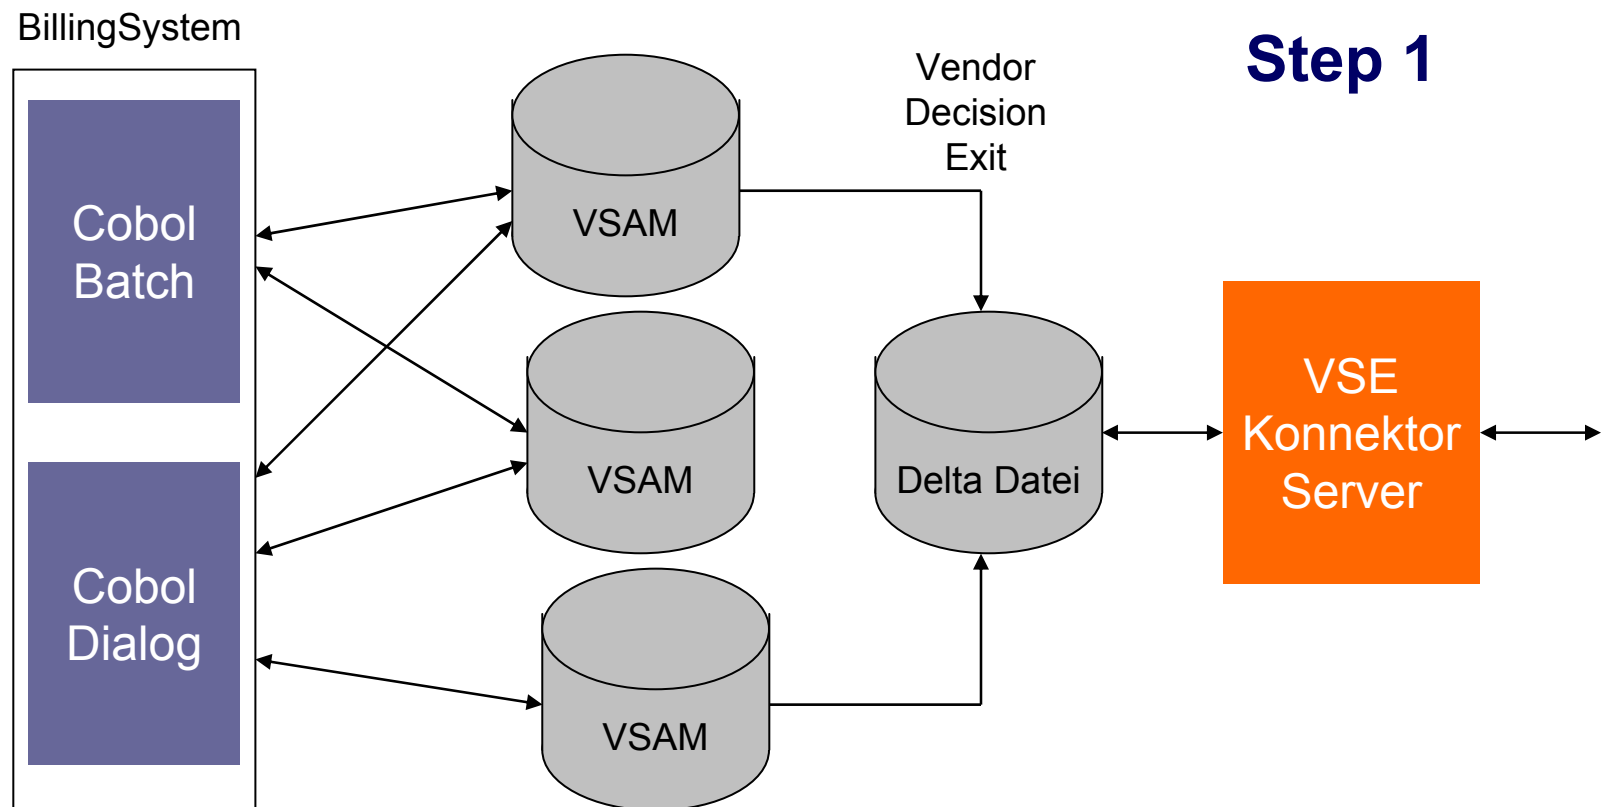 BillingSystem
Step 1
Vendor
Decision
Exit
Cobol
Batch
VSAM
VSAM
Delta Datei
VSE
Konnektor
Server
Cobol
Dialog
VSAM